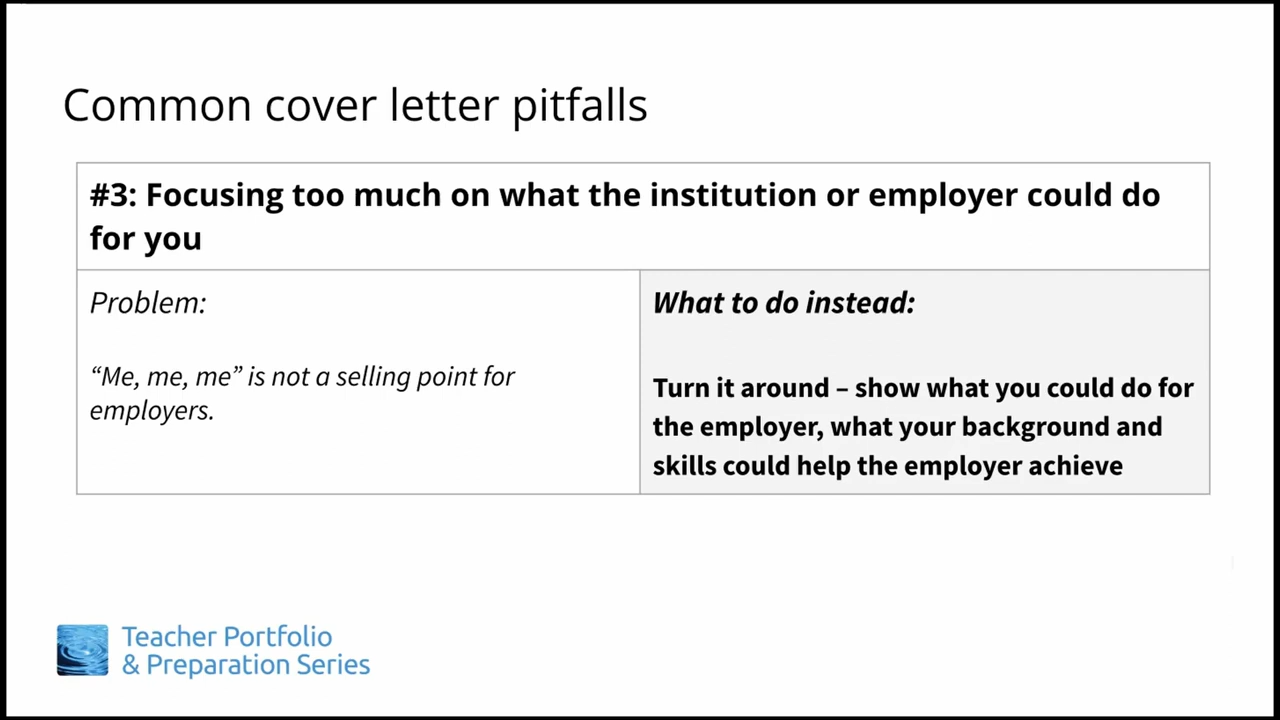 Common cover letter pitfalls
#3: Focusing too much on what the institution or employer could do
for you
Problem:
“Me, me, me” is not a selling point for
employers.
What to do instead:
Turn it around – show what you could do for
the employer, what your background and
skills could help the employer achieve
Teacher Portfolio
& Preparation Series